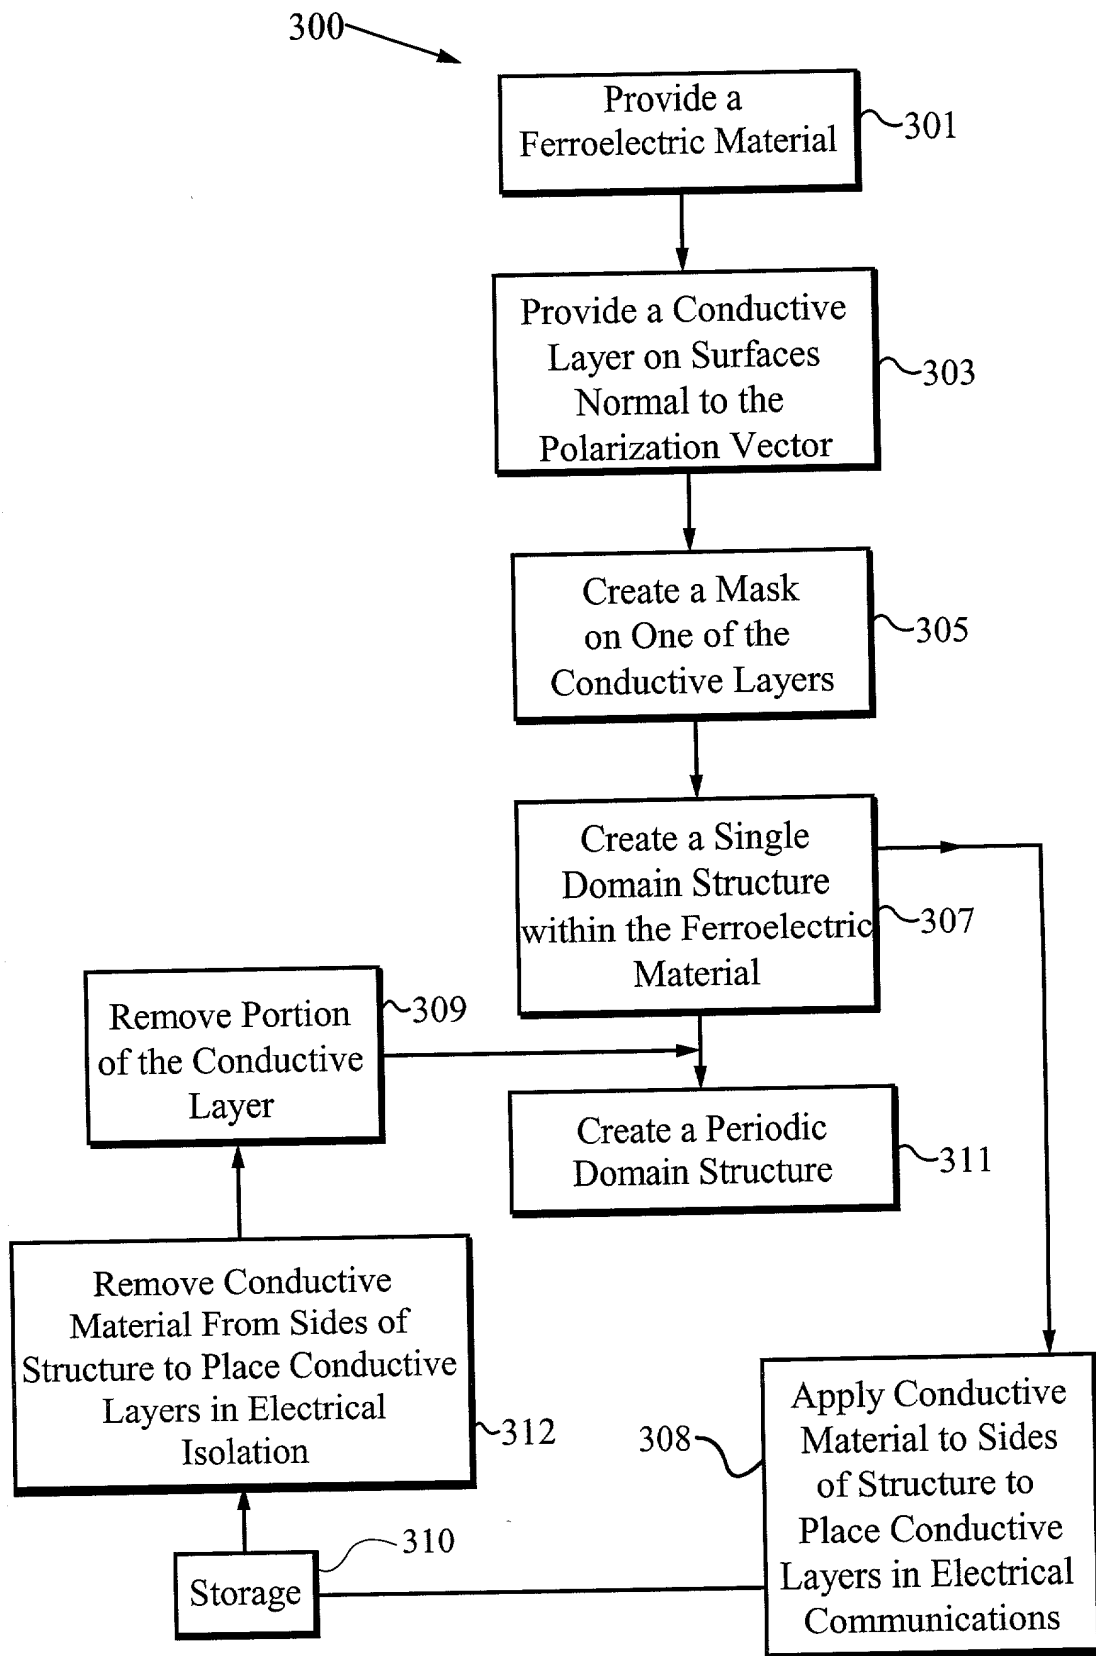 300
Provide a
Ferroelectric Material
301
Provide a Conductive
Layer on Surfaces
Normal to the
Polarization Vector
303
Create a Mask
on One of the
Conductive Layers
305
Create a Single
Domain Structure
within the Ferroelectric
Material
307
Remove Portion
of the Conductive
Layer
309
Create a Periodic
Domain Structure
311
Remove Conductive
Material From Sides of
Structure to Place Conductive
Layers in Electrical
Isolation
312
308
Apply Conductive
Material to Sides
of Structure to
Place Conductive
Layers in Electrical
Communications
310
Storage